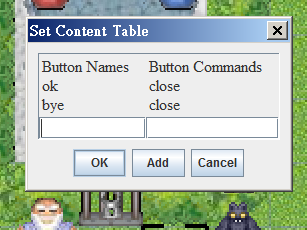 Set Content Table
Button Names Button Commands
ok close
bye close
OK Add Cancel